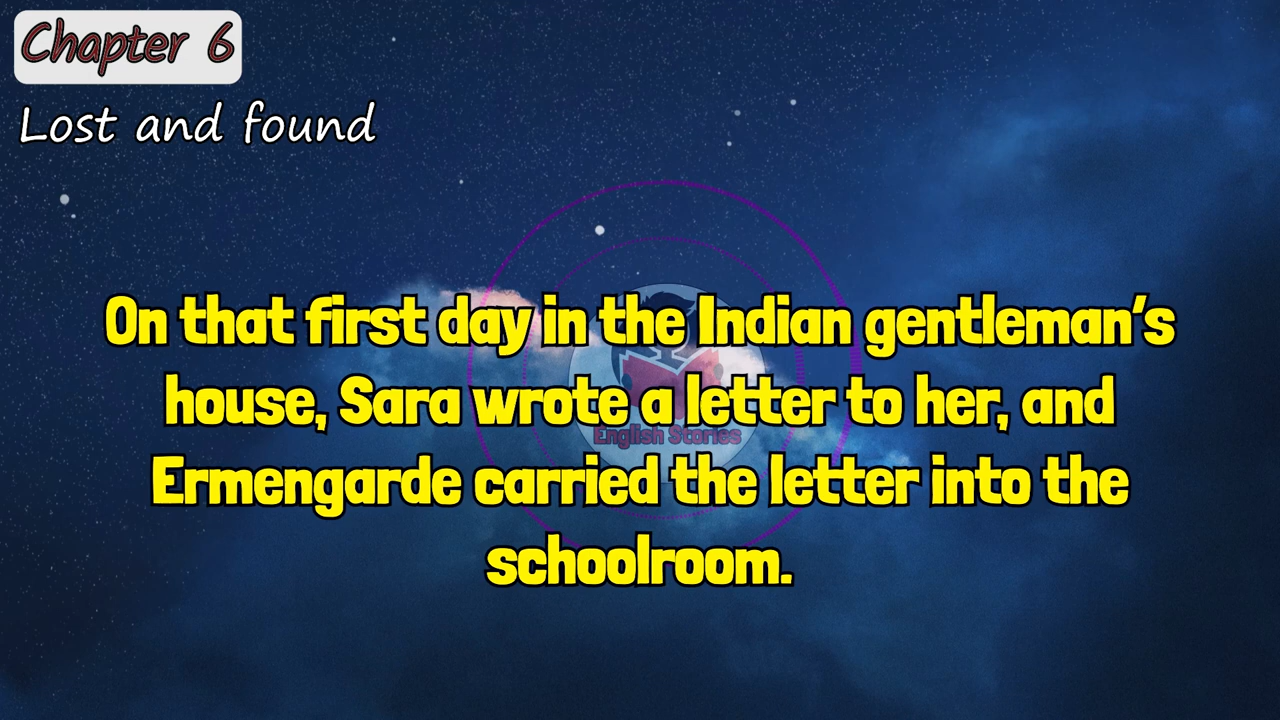 Chapter 6
Lost and found
On that first day in the Indian gentleman's
house, Sara wrote a letter to her, and
English Stories
Ermengarde carried the letter into the
schoolroom.